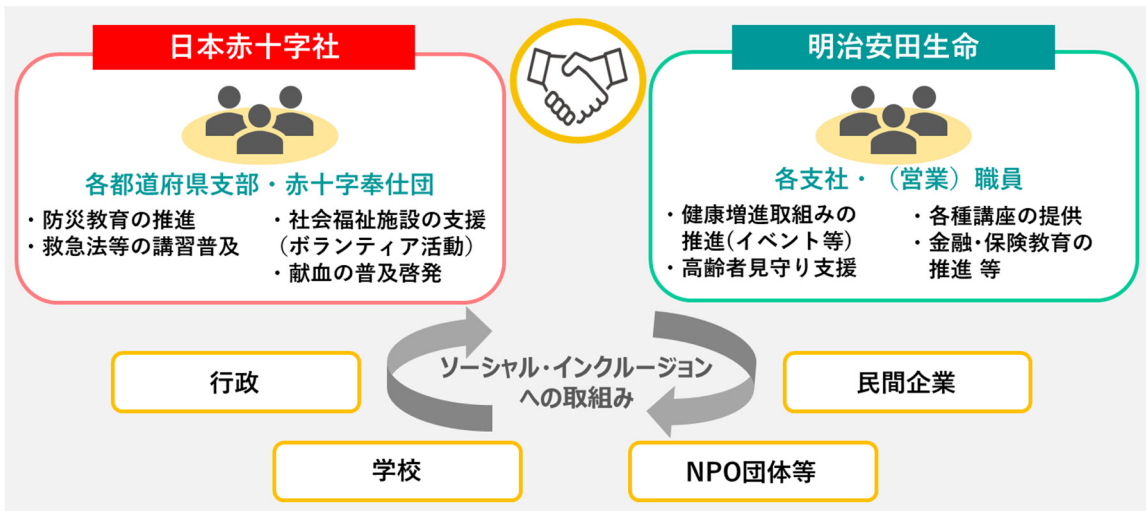 日本赤十字社
各都道府県支部・赤十字奉仕団
・防災教育の推進
・救急法等の講習普及
・社会福祉施設の支援
(ボランティア活動)
・献血の普及啓発
明治安田生命
各支社・（営業）職員
・健康増進取組みの
推進(イベント等)
・高齢者見守り支援
・各種講座の提供
・金融・保険教育の
推進 等
ソーシャル・インクルージョン
への取組み
行政
民間企業
学校
NPO団体等